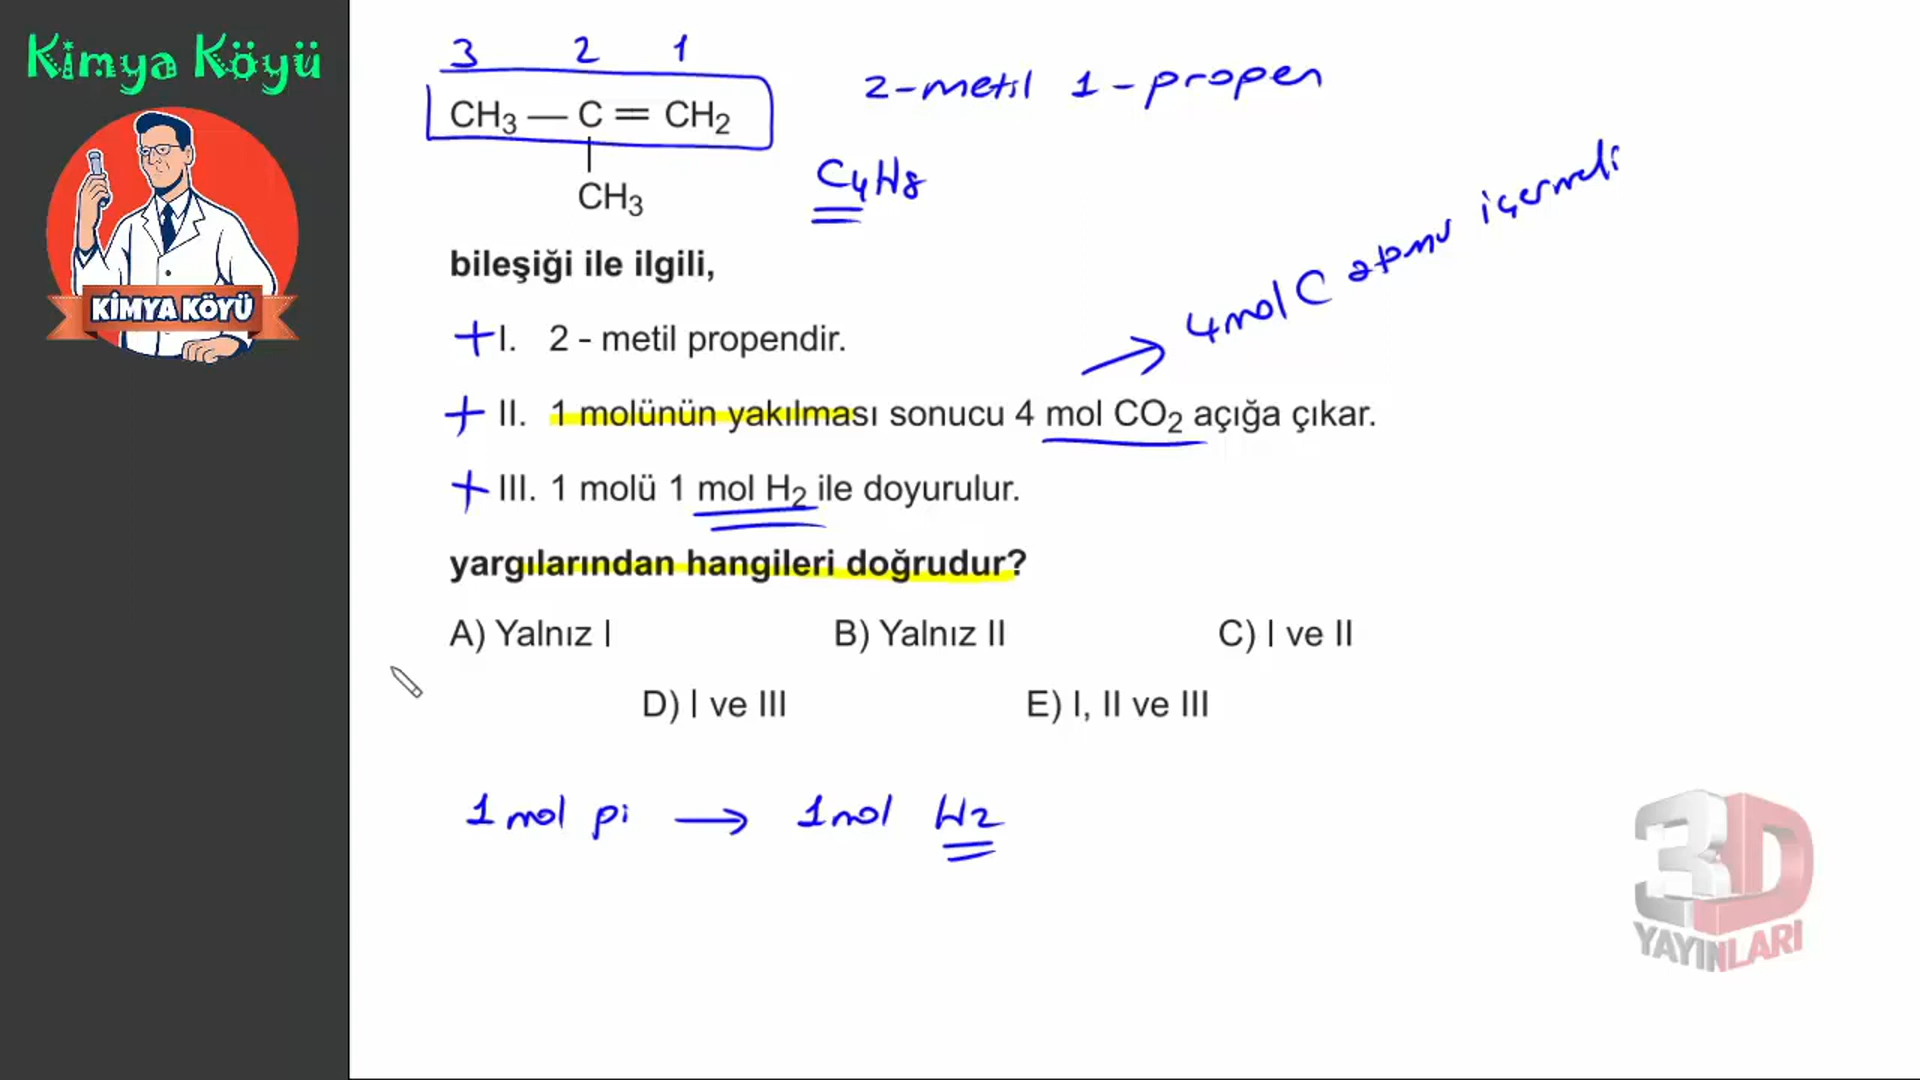 Kimya Köyü
KİMYA KÖYÜ
3 2 1
CH3 — C = CH2
CH3
2-metil 1-propen
C4H8
bileşiği ile ilgili,
4 mol C atomu içermeli
+ I. 2 - metil propendir.
+ II. 1 molünün yakılması sonucu 4 mol CO2 açığa çıkar.
+ III. 1 molü 1 mol H2 ile doyurulur.
yargılarından hangileri doğrudur?
A) Yalnız I B) Yalnız II C) I ve II
D) I ve III E) I, II ve III
1 mol pi → 1 mol H2
3D
YAYINLARI